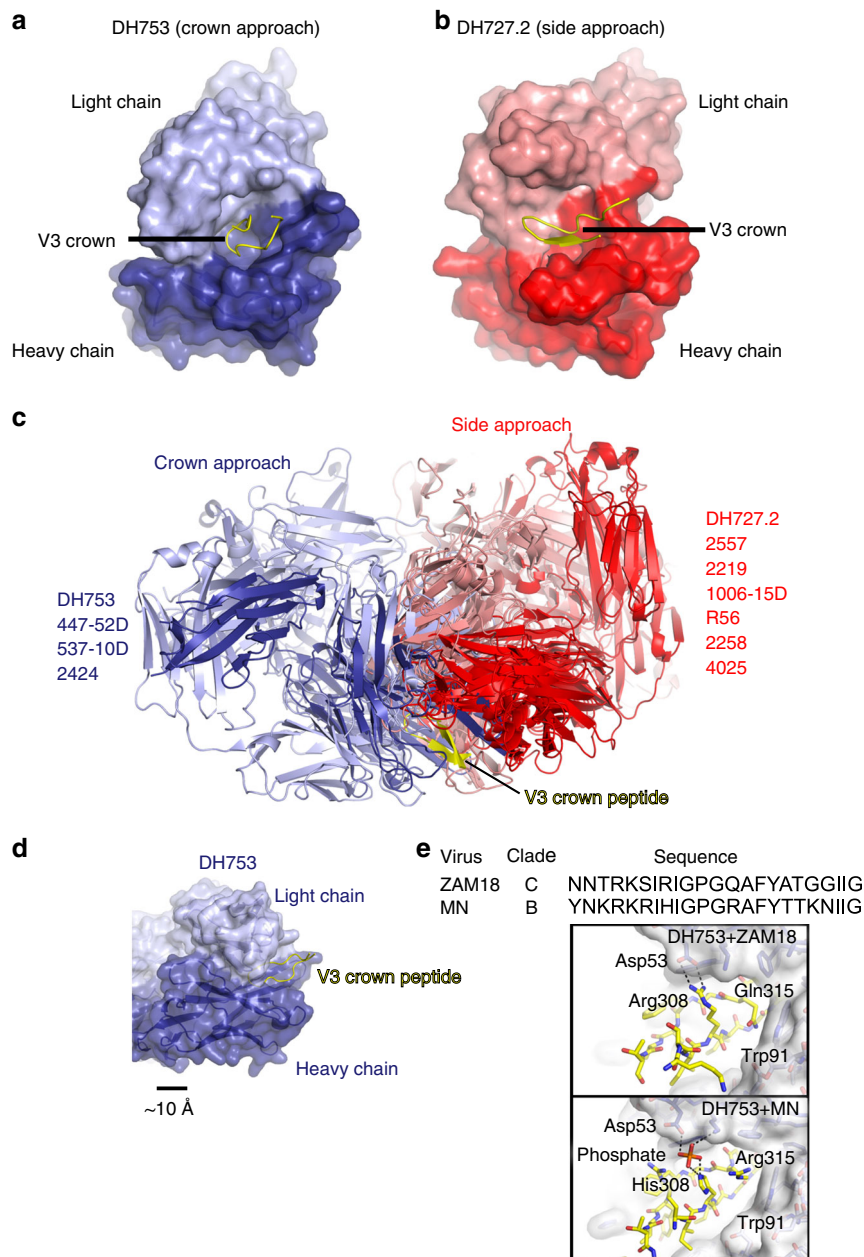 a
DH753 (crown approach)
Light chain
V3 crown
Heavy chain
b
DH727.2 (side approach)
Light chain
V3 crown
Heavy chain
c
Crown approach
Side approach
DH753
447-52D
537-10D
2424
DH727.2
2557
2219
1006-15D
R56
2258
4025
V3 crown peptide
d
DH753
Light chain
V3 crown peptide
Heavy chain
~10 Å
e
Virus Clade Sequence
ZAM18 C NNTRKSIRIGPGQAFYATGGIIG
MN B YNKRKRIHIGPGRAFYTTKNIIG
DH753+ZAM18
Asp53
Gln315
Arg308
Trp91
DH753+MN
Asp53
Phosphate
Arg315
His308
Trp91